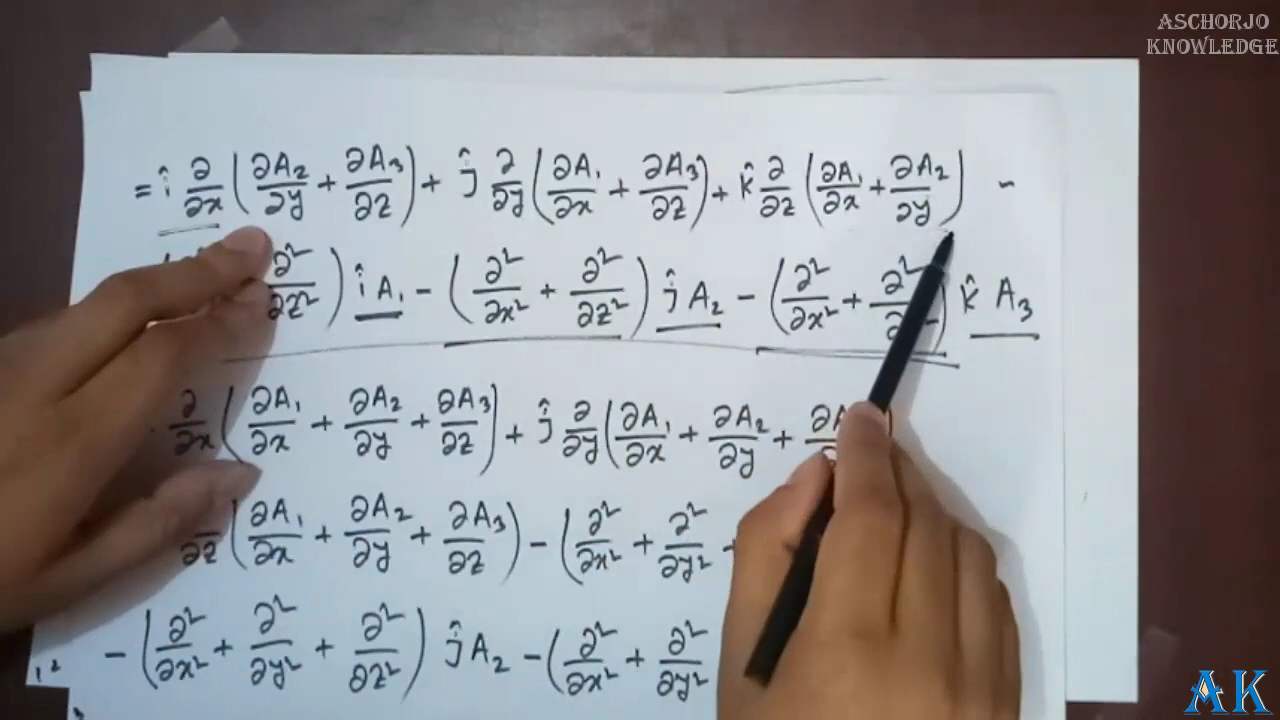 ASCHORJO
KNOWLEDGE
= î ∂/∂x (∂A₂/∂y + ∂A₃/∂z) + ĵ ∂/∂y (∂A₁/∂x + ∂A₃/∂z) + k̂ ∂/∂z (∂A₁/∂x + ∂A₂/∂y) −
∂²/∂z²) î A₁ − (∂²/∂x² + ∂²/∂z²) ĵ A₂ − (∂²/∂x² + ∂²/∂) k̂ A₃
∂/∂x (∂A₁/∂x + ∂A₂/∂y + ∂A₃/∂z) + ĵ ∂/∂y (∂A₁/∂x + ∂A₂/∂y + ∂A
∂z (∂A₁/∂x + ∂A₂/∂y + ∂A₃/∂z) − (∂²/∂x² + ∂²/∂y² +
− (∂²/∂x² + ∂²/∂y² + ∂²/∂z²) ĵ A₂ − (∂²/∂x² + ∂²/∂y²
AK